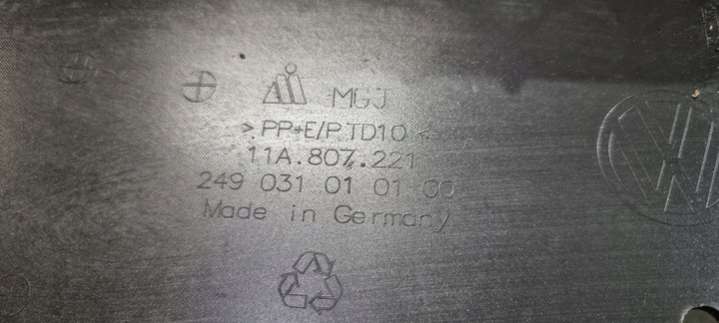 MGJ
>PP+E/P TD10<
11A.807.221
249 031 01 01 00
Made in Germany